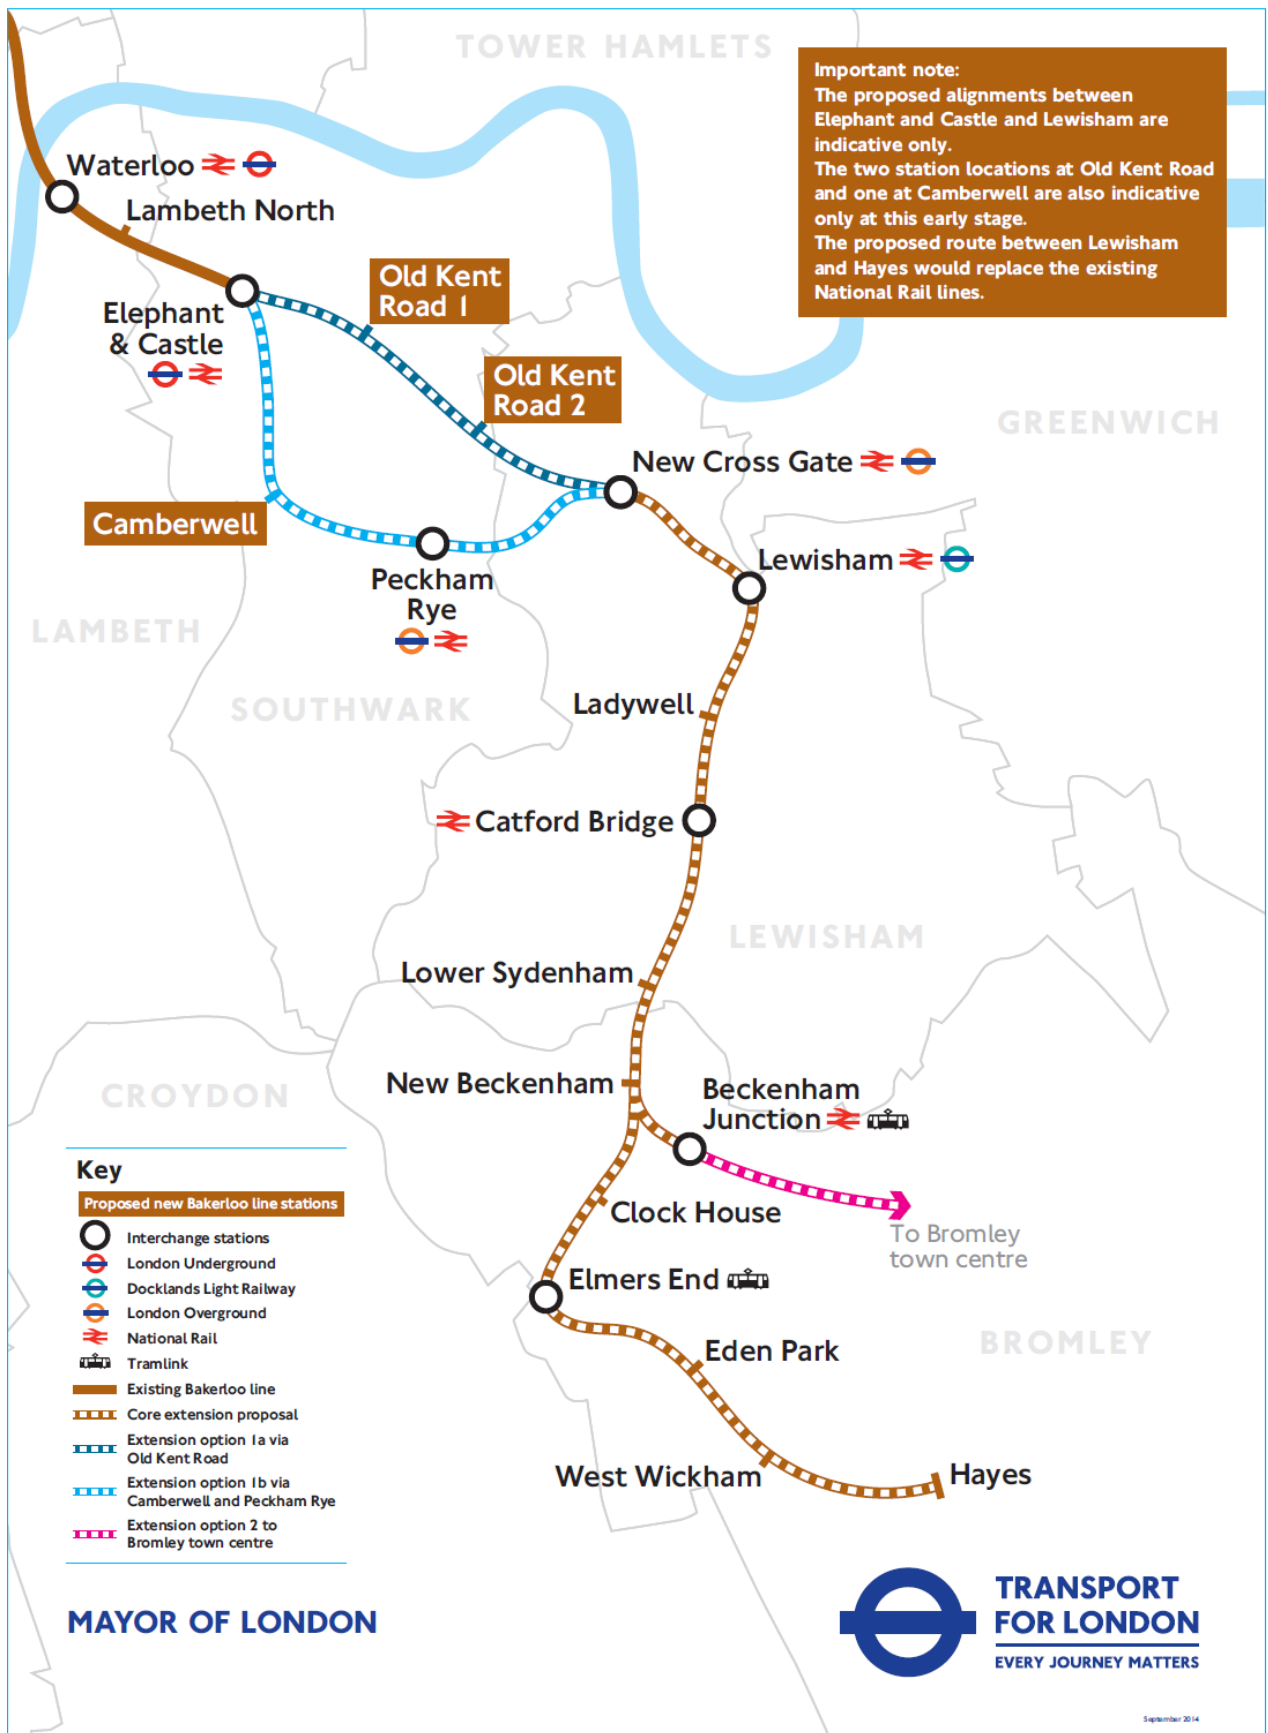 TOWER HAMLETS
Important note:
The proposed alignments between
Elephant and Castle and Lewisham are
indicative only.
The two station locations at Old Kent Road
and one at Camberwell are also indicative
only at this early stage.
The proposed route between Lewisham
and Hayes would replace the existing
National Rail lines.
Waterloo
Lambeth North
Elephant
& Castle
Old Kent
Road 1
Old Kent
Road 2
GREENWICH
New Cross Gate
Camberwell
Peckham
Rye
Lewisham
LAMBETH
SOUTHWARK
Ladywell
Catford Bridge
LEWISHAM
Lower Sydenham
New Beckenham
Beckenham
Junction
CROYDON
Clock House
To Bromley
town centre
Elmers End
BROMLEY
Eden Park
West Wickham
Hayes
Key
Proposed new Bakerloo line stations
Interchange stations
London Underground
Docklands Light Railway
London Overground
National Rail
Tramlink
Existing Bakerloo line
Core extension proposal
Extension option 1a via
Old Kent Road
Extension option 1b via
Camberwell and Peckham Rye
Extension option 2 to
Bromley town centre
MAYOR OF LONDON
TRANSPORT
FOR LONDON
EVERY JOURNEY MATTERS
September 2014